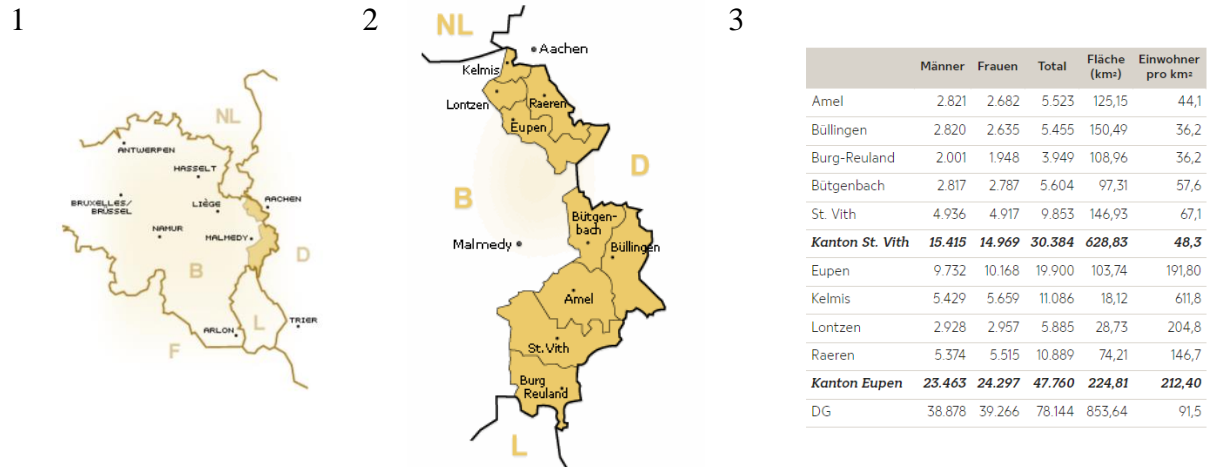 1
NL
ANTWERPEN
HASSELT
BRUXELLES/
BRÜSSEL
LIÈGE
AACHEN
NAMUR
MALMEDY
D
B
L
ARLON
TRIER
F
2
NL
Aachen
Kelmis
Lontzen
Raeren
Eupen
D
B
Bütgen-
bach
Malmedy
Büllingen
Amel
St. Vith
Burg
Reuland
L
3
Männer Frauen Total Fläche (km²) Einwohner pro km²
Amel 2.821 2.682 5.523 125,15 44,1
Büllingen 2.820 2.635 5.455 150,49 36,2
Burg-Reuland 2.001 1.948 3.949 108,96 36,2
Bütgenbach 2.817 2.787 5.604 97,31 57,6
St. Vith 4.936 4.917 9.853 146,93 67,1
Kanton St. Vith 15.415 14.969 30.384 628,83 48,3
Eupen 9.732 10.168 19.900 103,74 191,80
Kelmis 5.429 5.659 11.086 18,12 611,8
Lontzen 2.928 2.957 5.885 28,73 204,8
Raeren 5.374 5.515 10.889 74,21 146,7
Kanton Eupen 23.463 24.297 47.760 224,81 212,40
DG 38.878 39.266 78.144 853,64 91,5